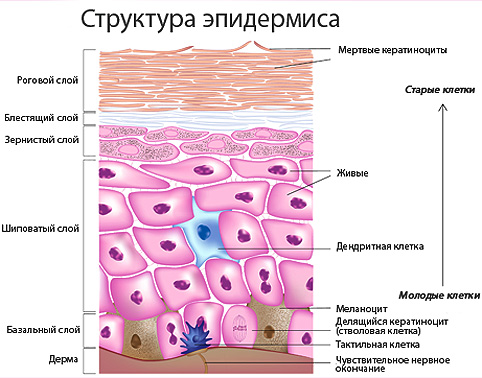 Структура эпидермиса
Мертвые кератиноциты
Роговой слой
Старые клетки
Блестящий слой
Зернистый слой
Живые
Шиповатый слой
Дендритная клетка
Молодые клетки
Меланоцит
Базальный слой
Делящийся кератиноцит
(стволовая клетка)
Тактильная клетка
Дерма
Чувствительное нервное
окончание